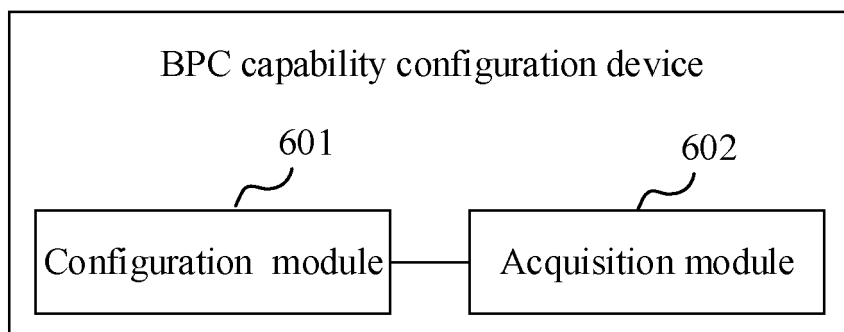 BPC capability configuration device
601
602
Configuration module
Acquisition module